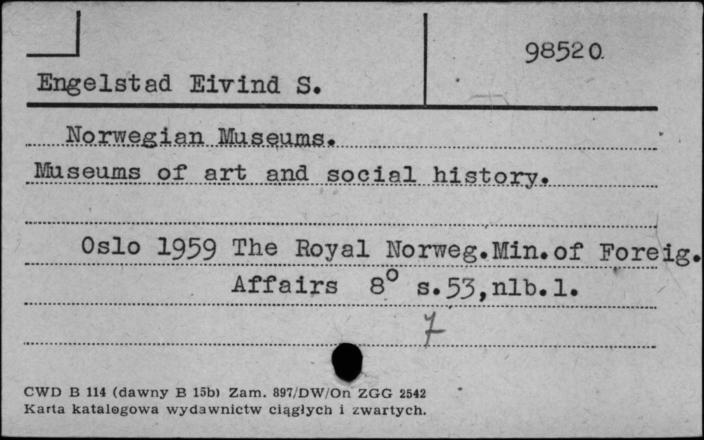 98520
Engelstad Eivind S.
Norwegian Museums.
Museums of art and social history.
Oslo 1959 The Royal Norweg.Min.of Foreig.
Affairs 8° s.53,nlb.1.
7
CWD B 114 (dawny B 15b) Zam. 897/DW/On ZGG 2542
Karta katalogowa wydawnictw ciągłych i zwartych.